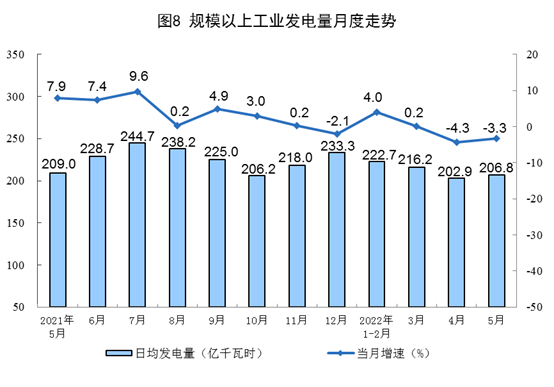 图8 规模以上工业发电量月度走势
350 300 250 200 150 100 50
20 10 0 -10 -20 -30 -40 -50
7.9 7.4 9.6 0.2 4.9 3.0 0.2 -2.1 4.0 0.2 -4.3 -3.3
209.0 228.7 244.7 238.2 225.0 206.2 218.0 233.3 222.7 216.2 202.9 206.8
2021年 6月 7月 8月 9月 10月 11月 12月 2022年 3月 4月 5月
5月 1-2月
日均发电量（亿千瓦时） 当月增速（%）